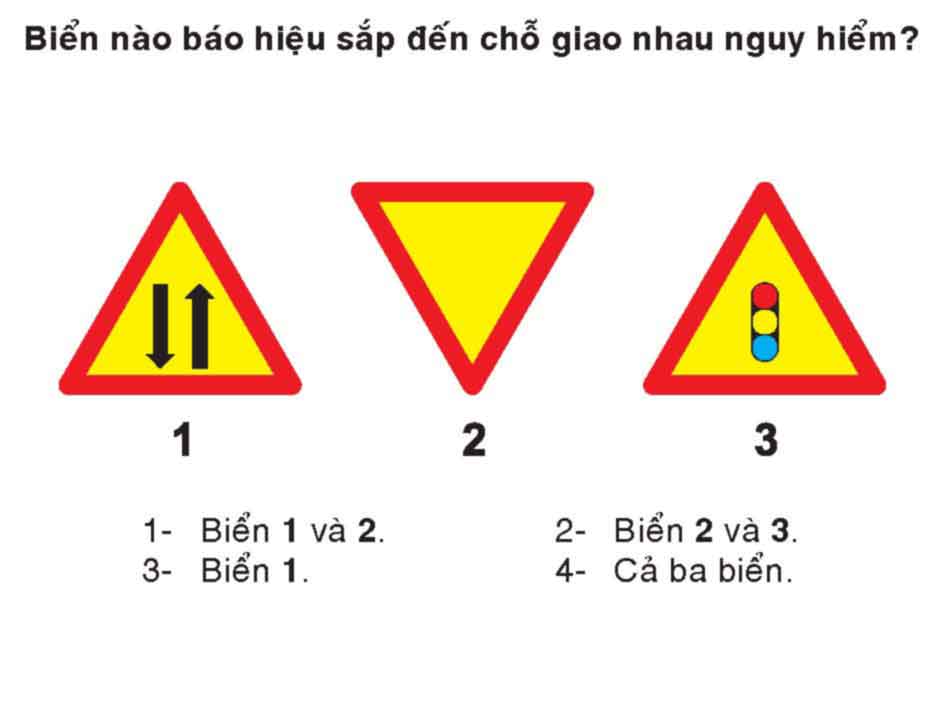 Biển nào báo hiệu sắp đến chỗ giao nhau nguy hiểm?
1 2 3
1- Biển 1 và 2. 2- Biển 2 và 3.
3- Biển 1. 4- Cả ba biển.